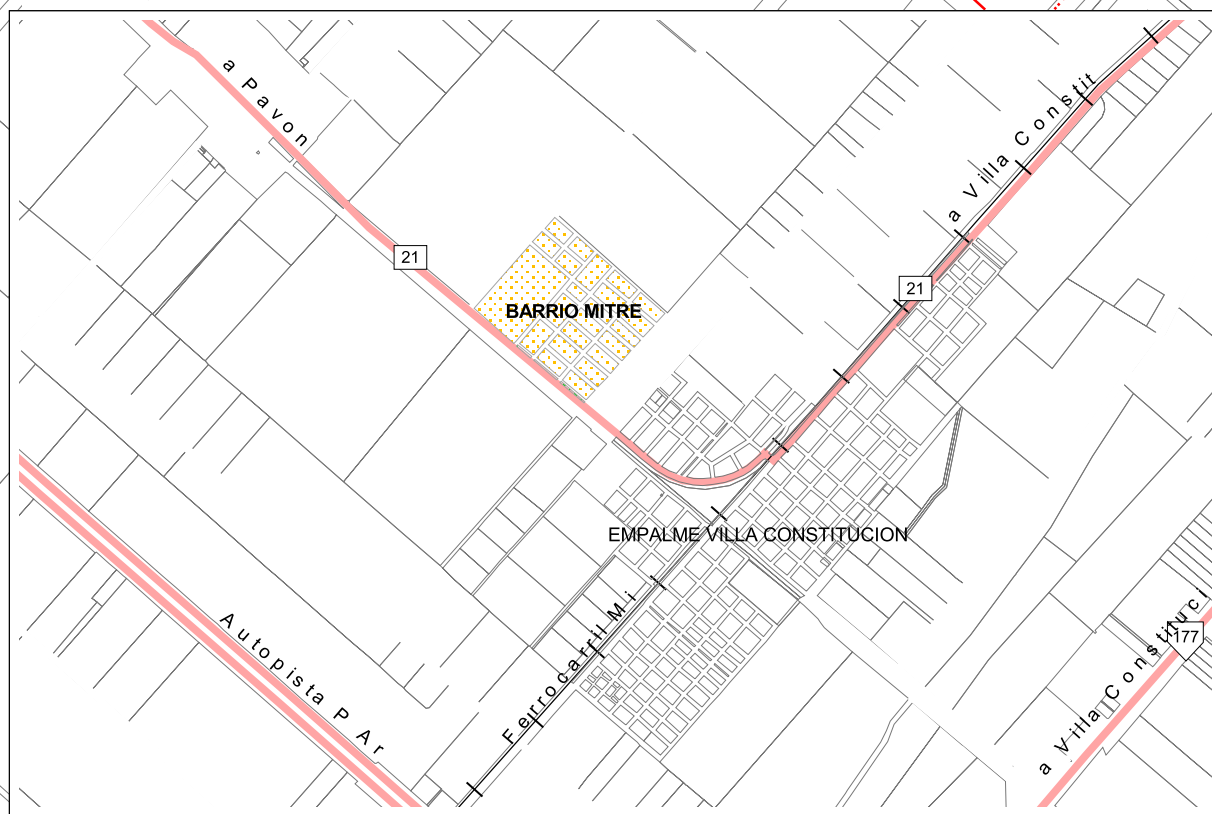 a Pavon
a Villa Constit
21
21
BARRIO MITRE
EMPALME VILLA CONSTITUCION
Autopista P Ar
Ferrocarril Mi
a Villa Constituci
177